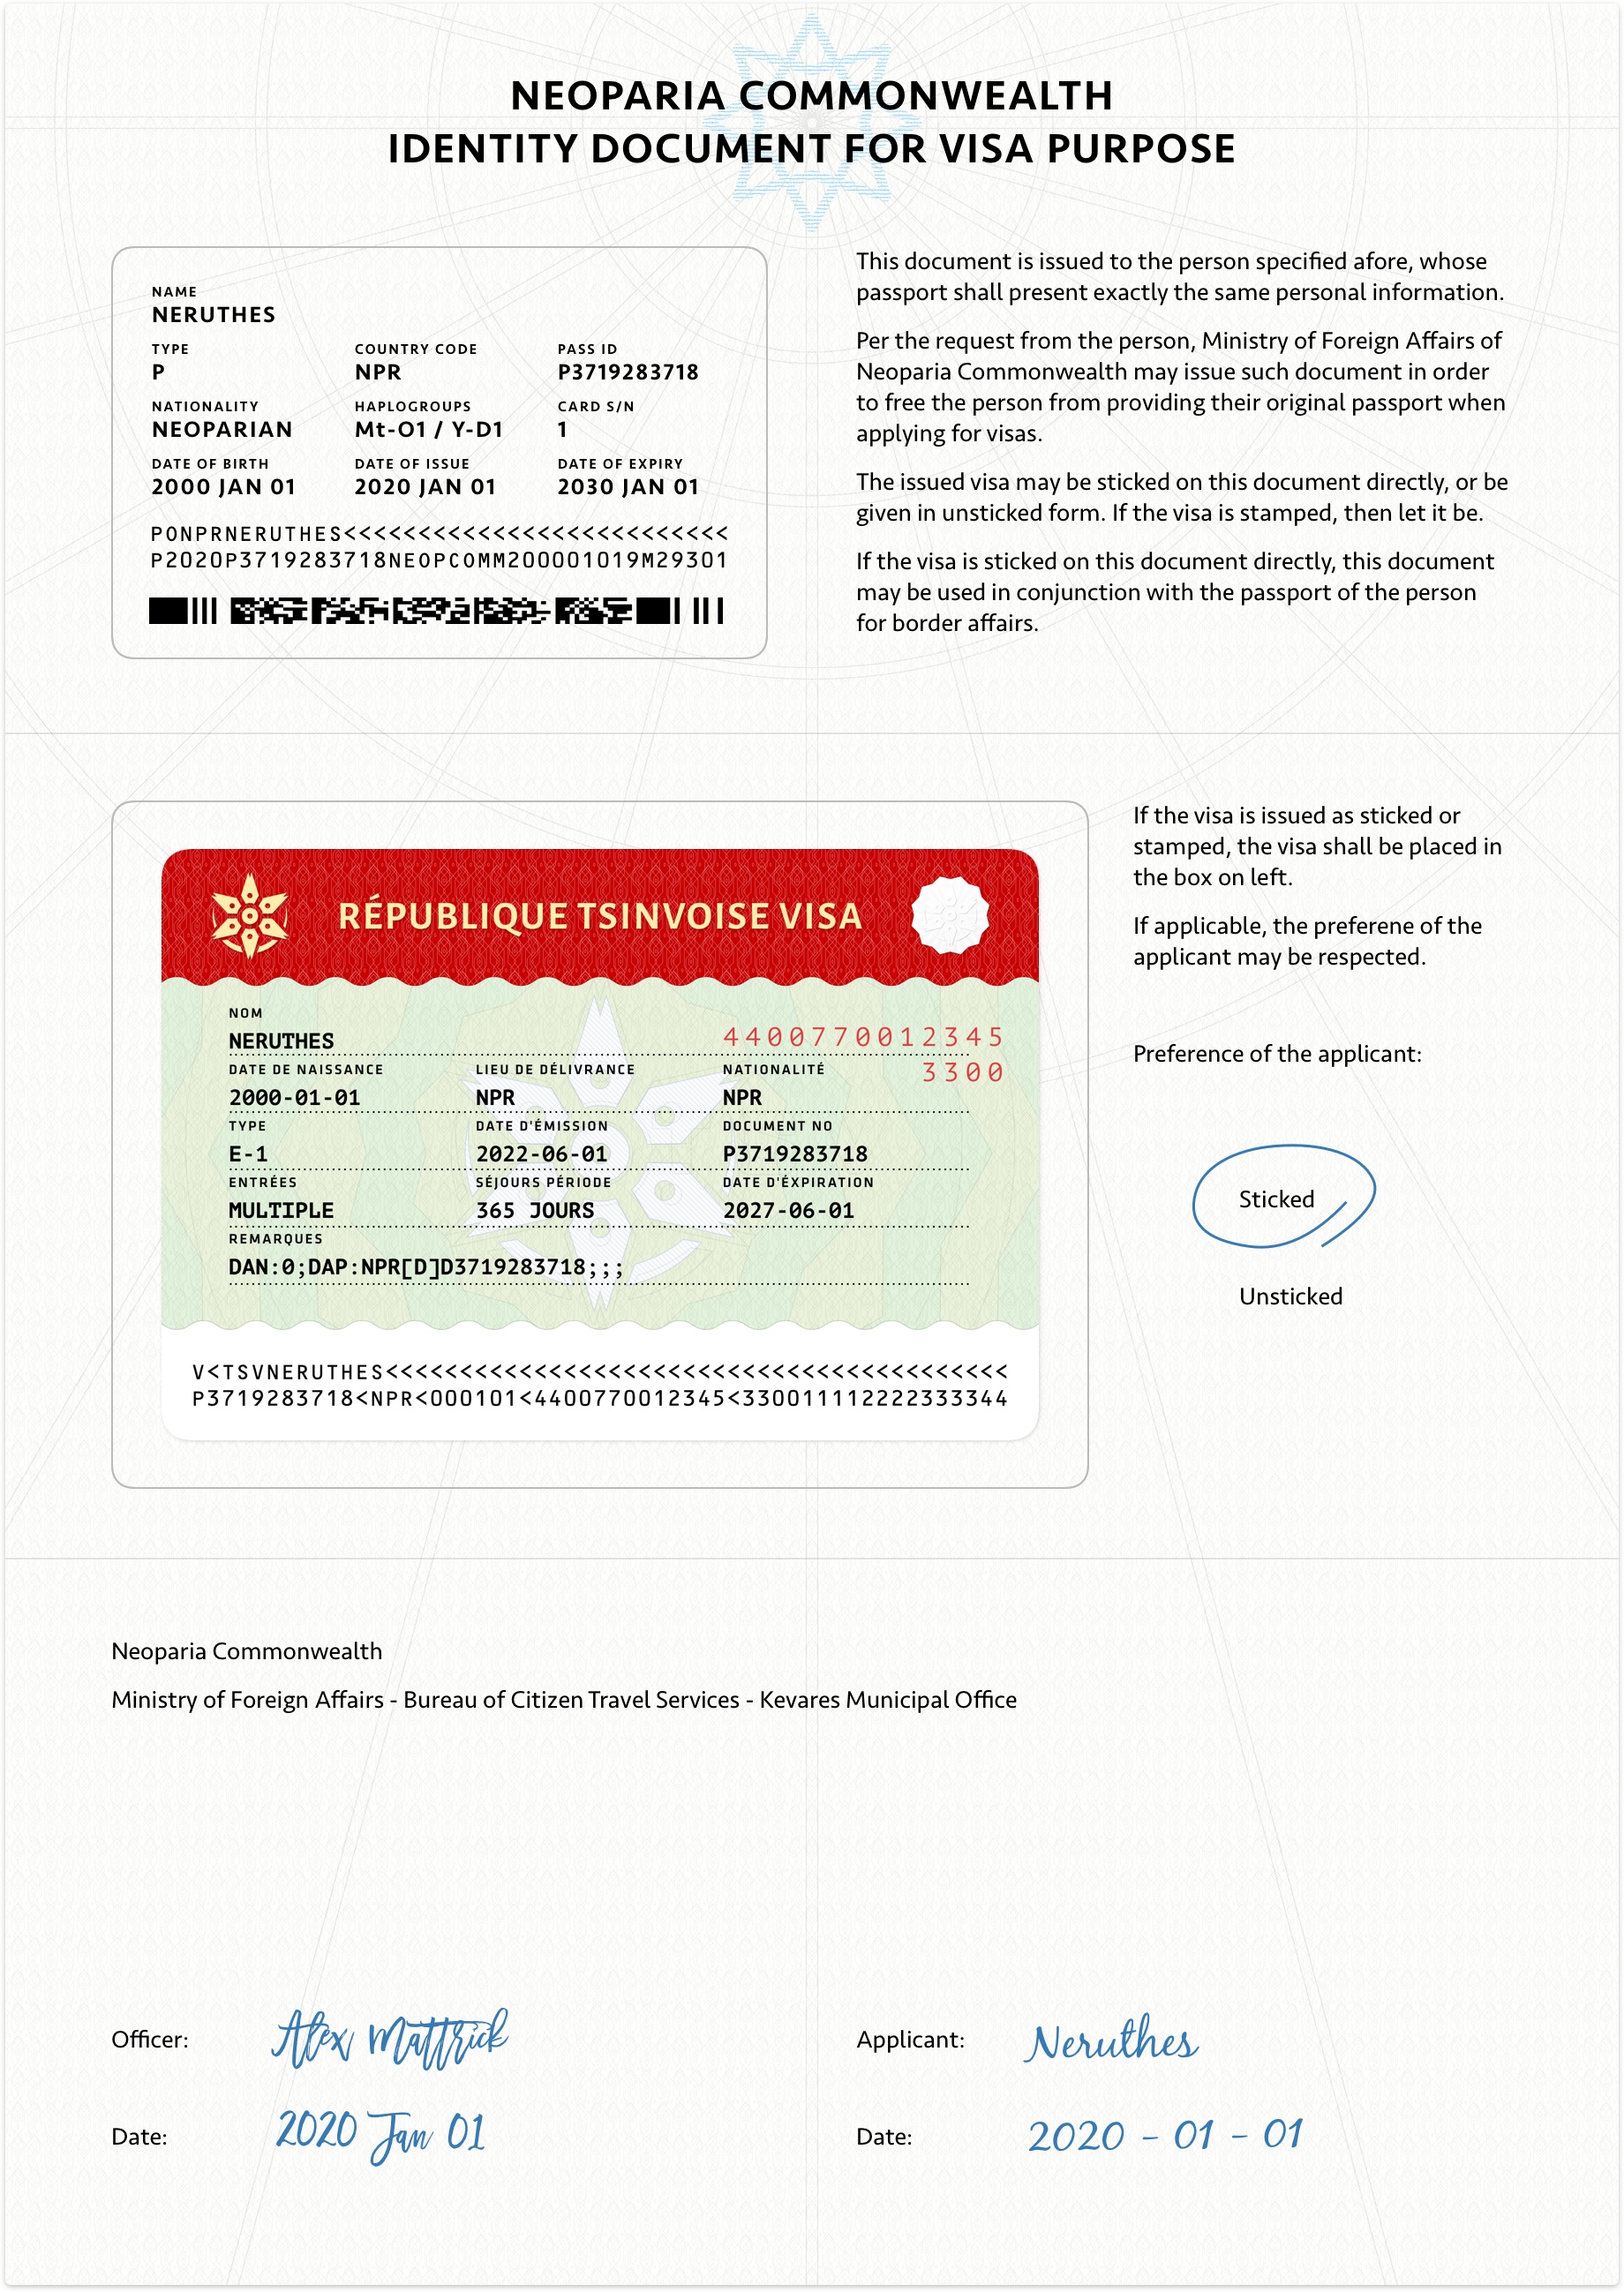 NEOPARIA COMMONWEALTH
IDENTITY DOCUMENT FOR VISA PURPOSE
NAME
NERUTHES
TYPE COUNTRY CODE PASS ID
P NPR P3719283718
NATIONALITY HAPLOGROUPS CARD S/N
NEOPARIAN Mt-O1 / Y-D1 1
DATE OF BIRTH DATE OF ISSUE DATE OF EXPIRY
2000 JAN 01 2020 JAN 01 2030 JAN 01
PONPRNERUTHES<<<<<<<<<<<<<<<<<<<<<<<<<<
P2020P3719283718NEOPCOMM200001019M29301
This document is issued to the person specified afore, whose
passport shall present exactly the same personal information.
Per the request from the person, Ministry of Foreign Affairs of
Neoparia Commonwealth may issue such document in order
to free the person from providing their original passport when
applying for visas.
The issued visa may be sticked on this document directly, or be
given in unsticked form. If the visa is stamped, then let it be.
If the visa is sticked on this document directly, this document
may be used in conjunction with the passport of the person
for border affairs.
RÉPUBLIQUE TSINVOISE VISA
NOM
NERUTHES 4400770012345
3300
DATE DE NAISSANCE LIEU DE DÉLIVRANCE NATIONALITÉ
2000-01-01 NPR NPR
TYPE DATE D'ÉMISSION DOCUMENT NO
E-1 2022-06-01 P3719283718
ENTRÉES SÉJOURS PÉRIODE DATE D'ÉXPIRATION
MULTIPLE 365 JOURS 2027-06-01
REMARQUES
DAN:0;DAP:NPR[D]D3719283718;;;
V<TSVNERUTHES<<<<<<<<<<<<<<<<<<<<<<<<<<<<<<<<<<<<<<<<<<
P3719283718<NPR<000101<4400770012345<330011112222333344
If the visa is issued as sticked or
stamped, the visa shall be placed in
the box on left.
If applicable, the preferene of the
applicant may be respected.
Preference of the applicant:
Sticked
Unsticked
Neoparia Commonwealth
Ministry of Foreign Affairs - Bureau of Citizen Travel Services - Kevares Municipal Office
Officer: Alex Mattrick
Applicant: Neruthes
Date: 2020 Jan 01
Date: 2020 - 01 - 01